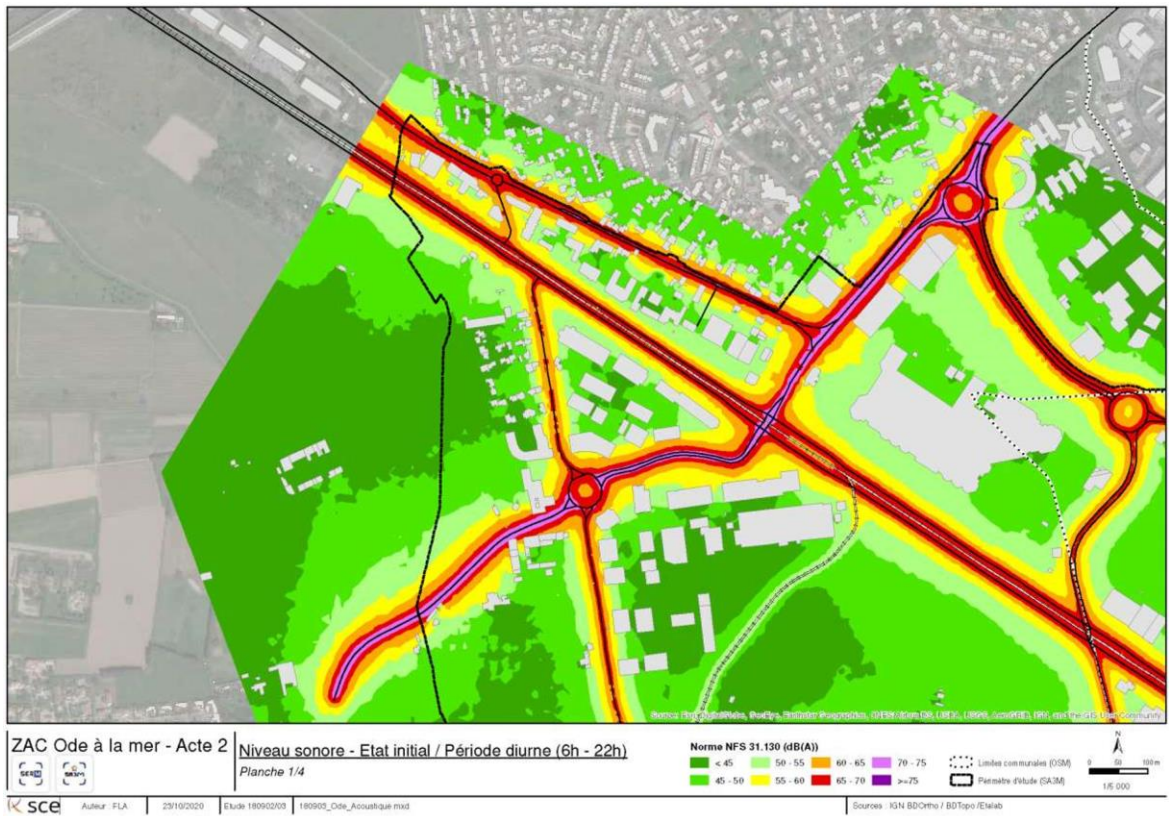 ZAC Ode à la mer - Acte 2
Niveau sonore - Etat initial / Période diurne (6h - 22h)
Planche 1/4
Norme NFS 31.130 (dB(A))
< 45
50 - 55
60 - 65
70 - 75
45 - 50
55 - 60
65 - 70
>=75
Limites communales (OSM)
Périmètre d'étude (SA3M)
N
0 50 100 m
1/5 000
SERM
SA3M
sce
Auteur : FLA
23/10/2020
Etude 180902/03
180903_Ode_Acoustique mxd
Sources : IGN BDOrtho / BDTopo /Etalab